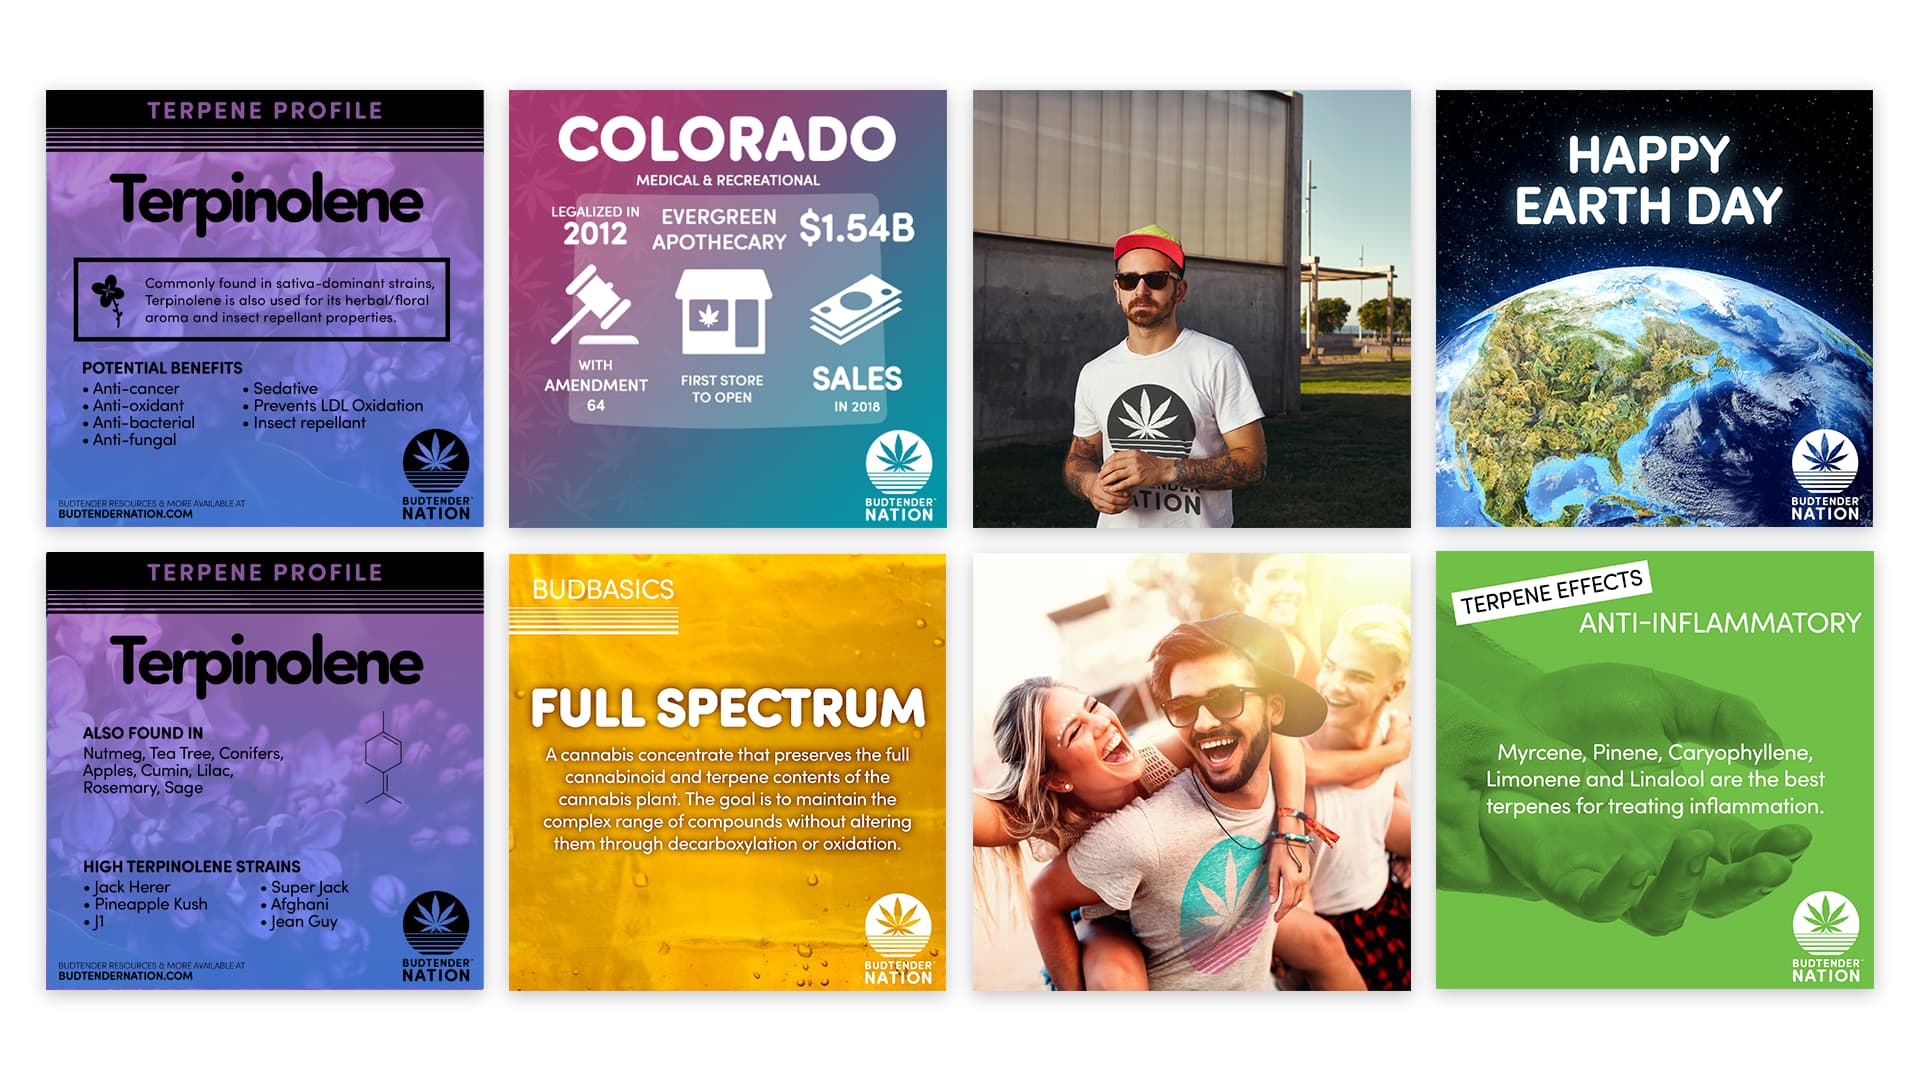 TERPENE PROFILE
Terpinolene
Commonly found in sativa-dominant strains,
Terpinolene is also used for its herbal/floral
aroma and insect repellant properties.
POTENTIAL BENEFITS
• Anti-cancer
• Anti-oxidant
• Anti-bacterial
• Anti-fungal
• Sedative
• Prevents LDL Oxidation
• Insect repellant
BUDTENDER RESOURCES & MORE AVAILABLE AT
BUDTENDERNATION.COM
BUDTENDER
NATION
COLORADO
MEDICAL & RECREATIONAL
LEGALIZED IN
2012
WITH
AMENDMENT
64
EVERGREEN
APOTHECARY
FIRST STORE
TO OPEN
$1.54B
SALES
IN 2018
BUDTENDER
NATION
BUDTENDER
NATION
HAPPY
EARTH DAY
BUDTENDER
NATION
TERPENE PROFILE
Terpinolene
ALSO FOUND IN
Nutmeg, Tea Tree, Conifers,
Apples, Cumin, Lilac,
Rosemary, Sage
HIGH TERPINOLENE STRAINS
• Jack Herer
• Pineapple Kush
• J1
• Super Jack
• Afghani
• Jean Guy
BUDTENDER RESOURCES & MORE AVAILABLE AT
BUDTENDERNATION.COM
BUDTENDER
NATION
BUDBASICS
FULL SPECTRUM
A cannabis concentrate that preserves the full
cannabinoid and terpene contents of the
cannabis plant. The goal is to maintain the
complex range of compounds without altering
them through decarboxylation or oxidation.
BUDTENDER
NATION
TERPENE EFFECTS
ANTI-INFLAMMATORY
Myrcene, Pinene, Caryophyllene,
Limonene and Linalool are the best
terpenes for treating inflammation.
BUDTENDER
NATION